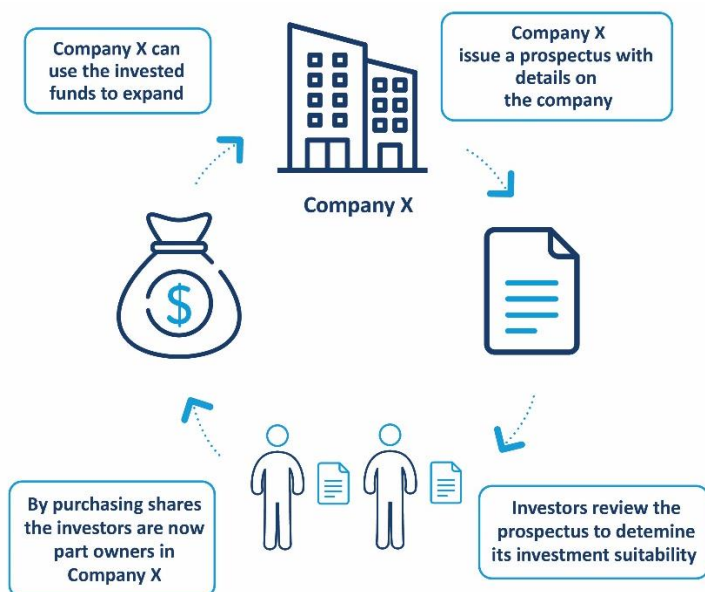 Company X can
use the invested
funds to expand
Company X
issue a prospectus with
details on
the company
Company X
$
By purchasing shares
the investors are now
part owners in
Company X
Investors review the
prospectus to detemine
its investment suitability